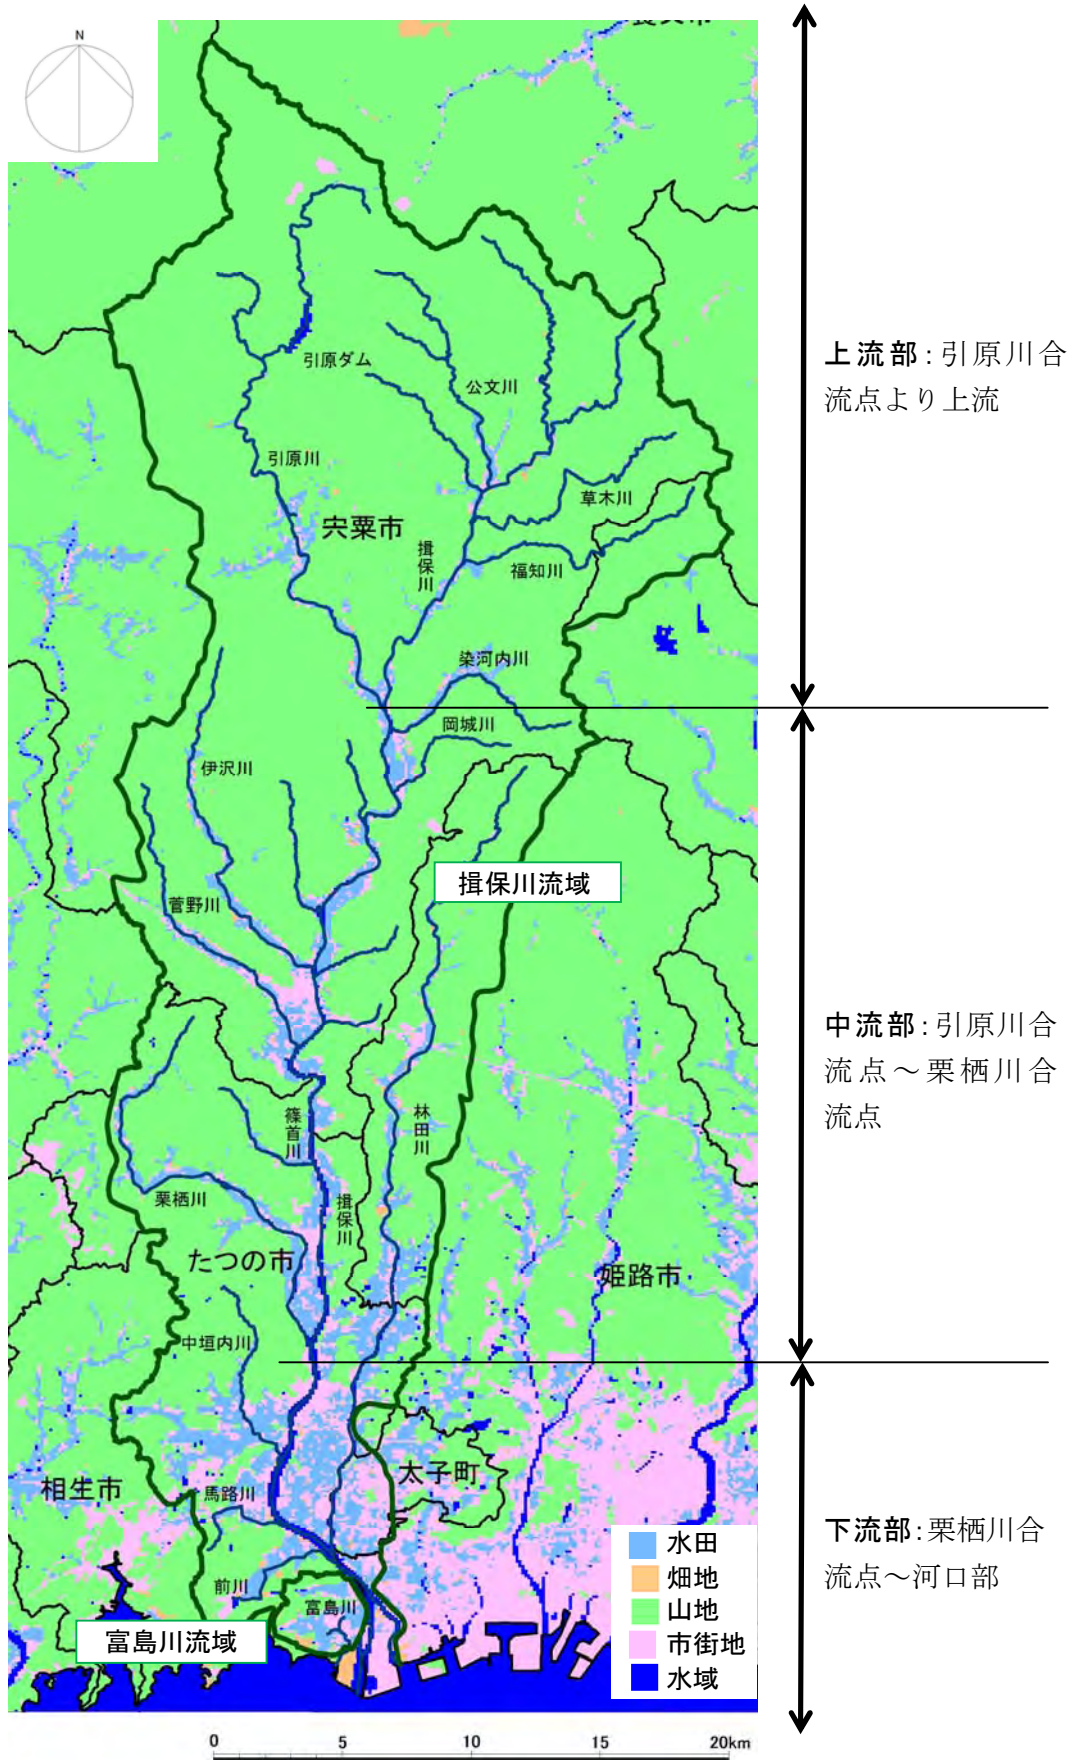 N
引原ダム
公文川
引原川
草木川
宍粟市
揖保川
福知川
染河内川
岡城川
伊沢川
揖保川流域
菅野川
篠首川
林田川
栗栖川
揖保川
たつの市
姫路市
中垣内川
相生市
太子町
馬路川
前川
富島川
富島川流域
水田
畑地
山地
市街地
水域
0 5 10 15 20km
上流部:引原川合
流点より上流
中流部:引原川合
流点～栗栖川合
流点
下流部:栗栖川合
流点～河口部